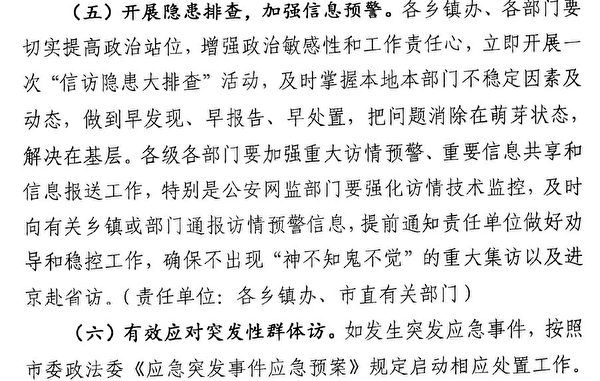 （五）开展隐患排查，加强信息预警。各乡镇办、各部门要
切实提高政治站位，增强政治敏感性和工作责任心，立即开展一
次“信访隐患大排查”活动，及时掌握本地本部门不稳定因素及
动态，做到早发现、早报告、早处置，把问题消除在萌芽状态，
解决在基层。各级各部门要加强重大访情预警、重要信息共享和
信息报送工作，特别是公安网监部门要强化访情技术监控，及时
向有关乡镇或部门通报访情预警信息，提前通知责任单位做好劝
导和稳控工作，确保不出现“神不知鬼不觉”的重大集访以及进
京赴省访。（责任单位：各乡镇办、市直有关部门）
（六）有效应对突发性群体访。如发生突发应急事件，按照
市委政法委《应急突发事件应急预案》规定启动相应处置工作。